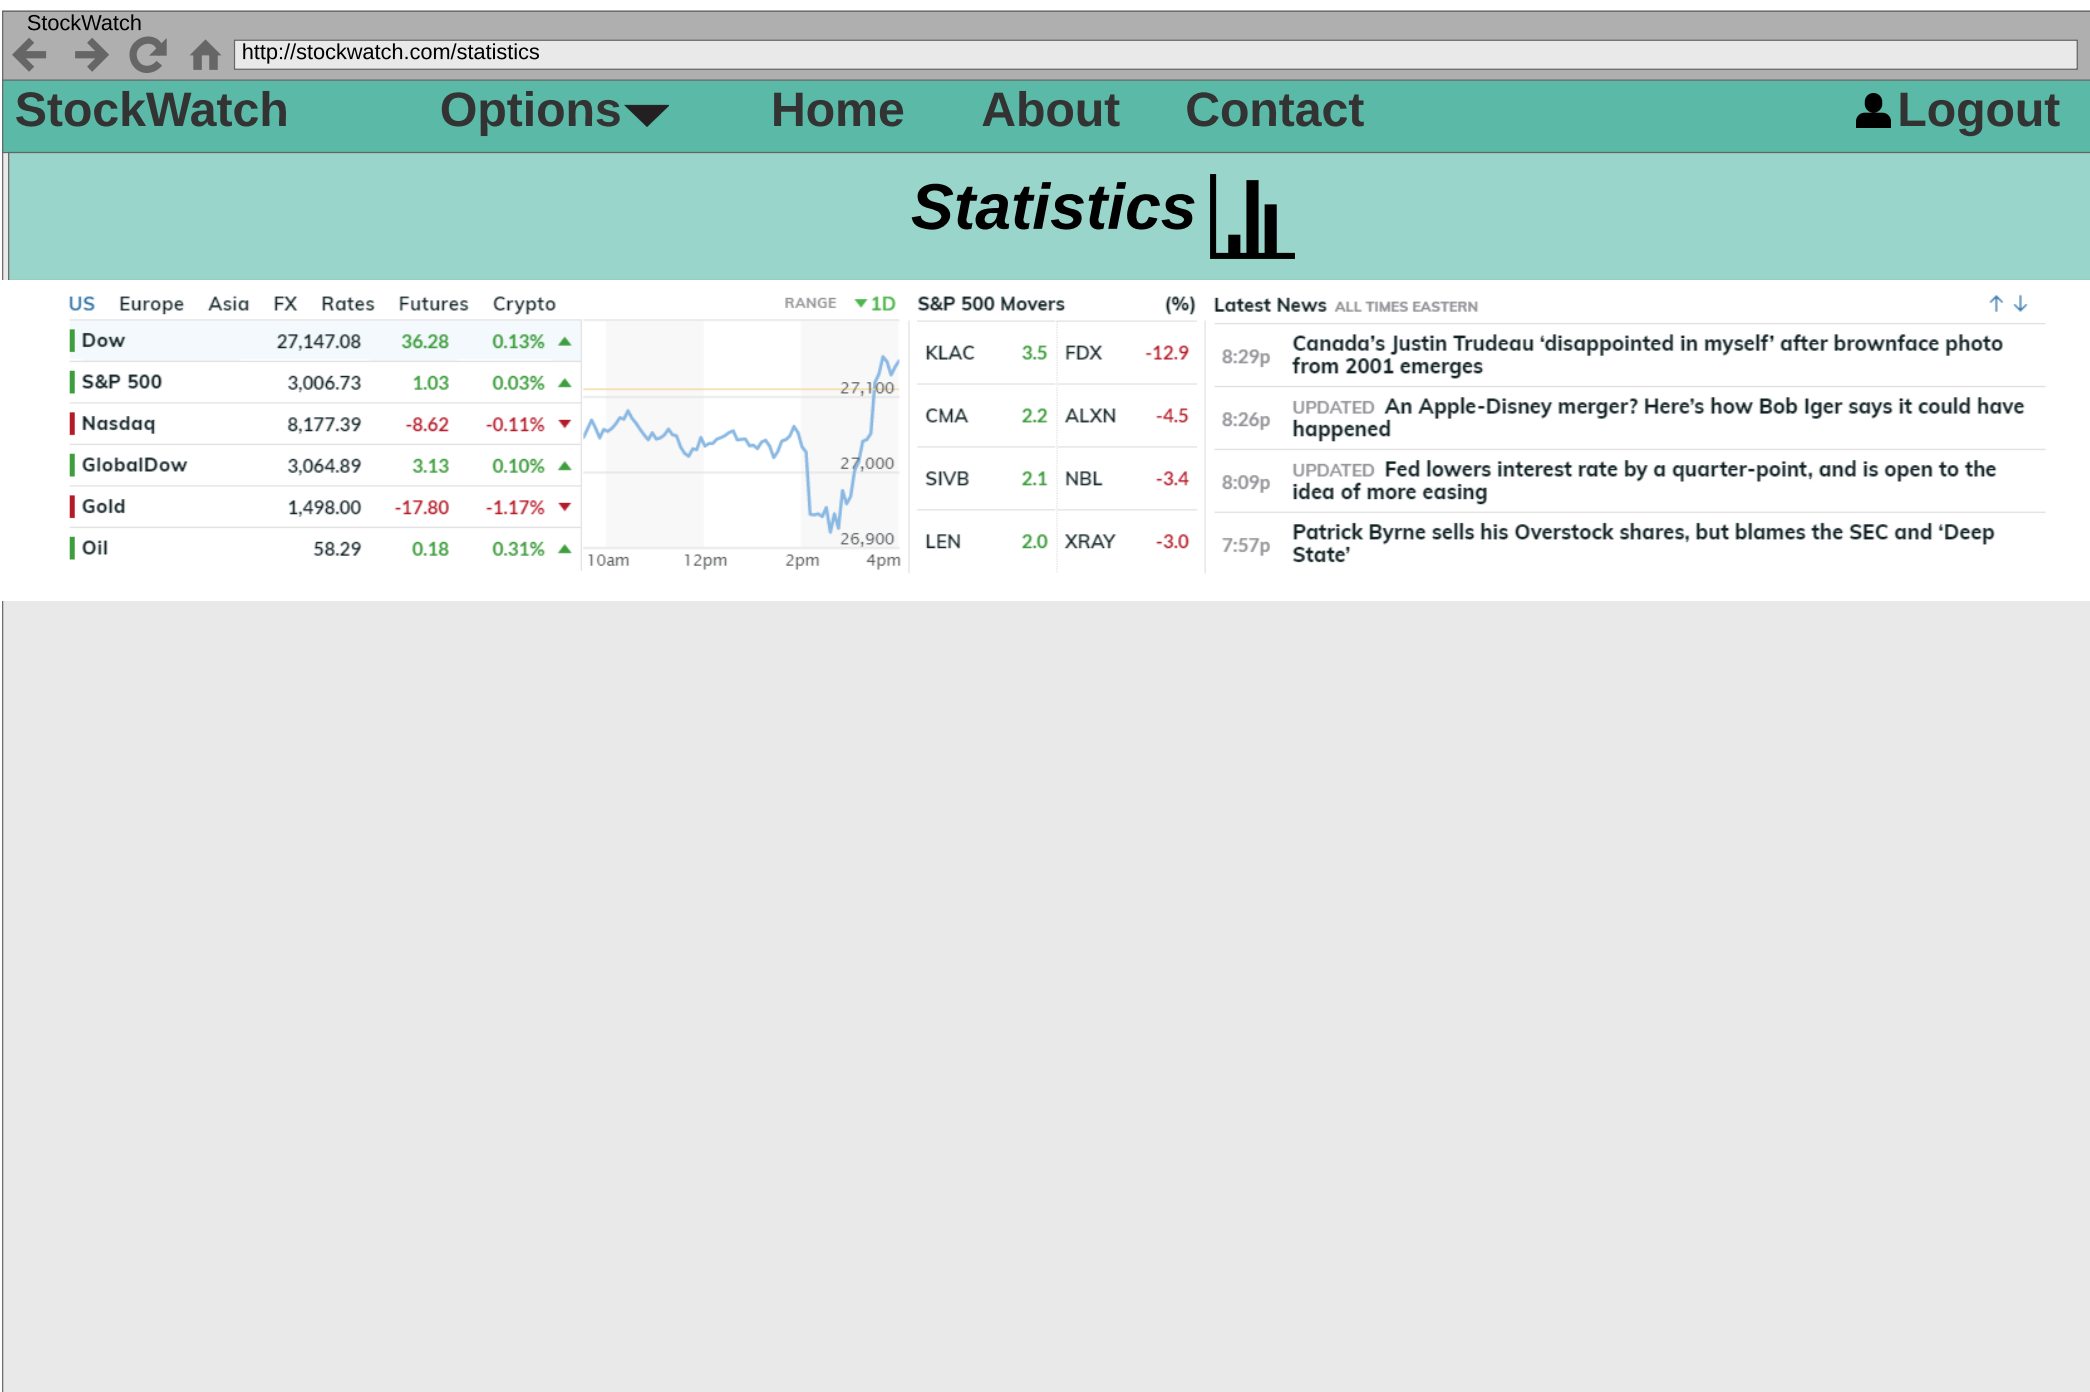 StockWatch
http://stockwatch.com/statistics
StockWatch Options Home About Contact Logout
Statistics
US Europe Asia FX Rates Futures Crypto
Dow 27,147.08 36.28 0.13%
S&P 500 3,006.73 1.03 0.03%
Nasdaq 8,177.39 -8.62 -0.11%
GlobalDow 3,064.89 3.13 0.10%
Gold 1,498.00 -17.80 -1.17%
Oil 58.29 0.18 0.31%
RANGE 1D
27,100
27,000
26,900
10am 12pm 2pm 4pm
S&P 500 Movers (%)
KLAC 3.5 FDX -12.9
CMA 2.2 ALXN -4.5
SIVB 2.1 NBL -3.4
LEN 2.0 XRAY -3.0
Latest News ALL TIMES EASTERN
8:29p Canada’s Justin Trudeau ‘disappointed in myself’ after brownface photo
from 2001 emerges
8:26p UPDATED An Apple-Disney merger? Here’s how Bob Iger says it could have
happened
8:09p UPDATED Fed lowers interest rate by a quarter-point, and is open to the
idea of more easing
7:57p Patrick Byrne sells his Overstock shares, but blames the SEC and ‘Deep
State’